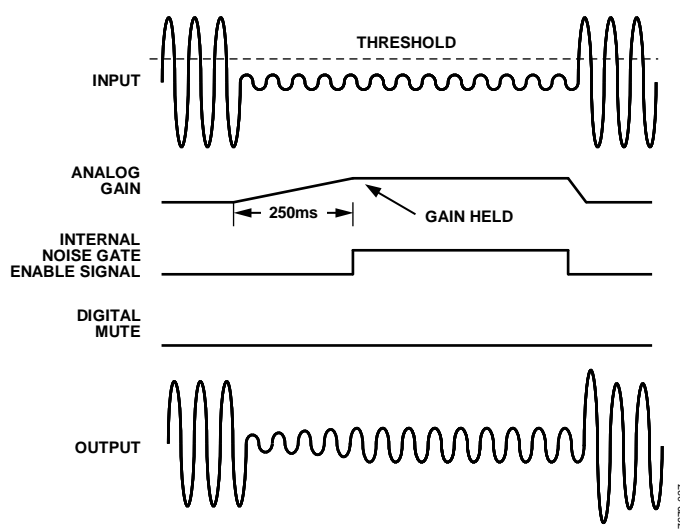 THRESHOLD
INPUT
ANALOG
GAIN
250ms
GAIN HELD
INTERNAL
NOISE GATE
ENABLE SIGNAL
DIGITAL
MUTE
OUTPUT